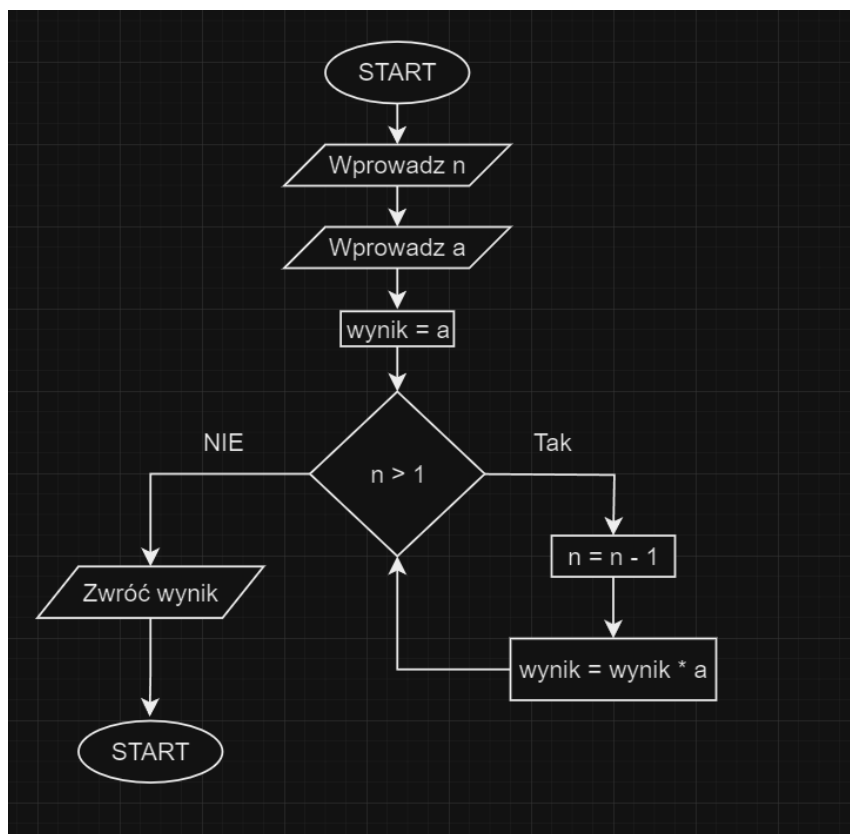 START
Wprowadz n
Wprowadz a
wynik = a
n > 1
NIE
Tak
n = n - 1
wynik = wynik * a
Zwróć wynik
START